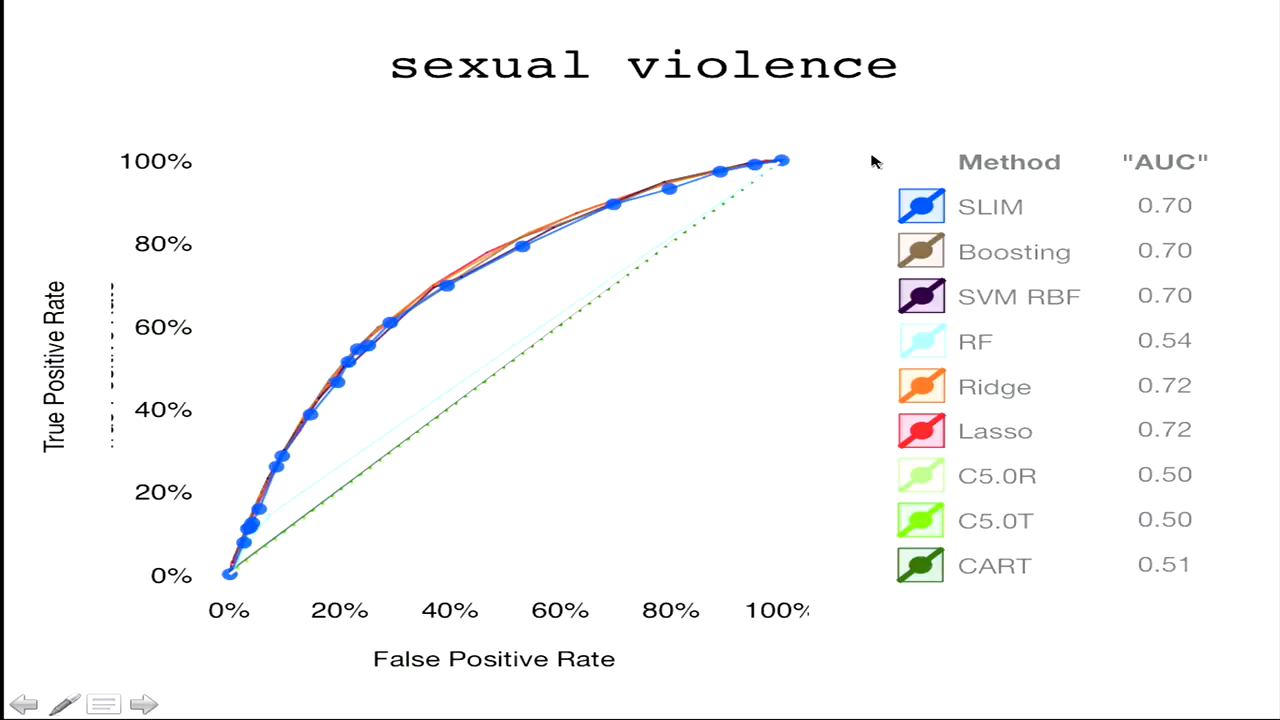 sexual violence
True Positive Rate
100%
80%
60%
40%
20%
0%
0% 20% 40% 60% 80% 100%
False Positive Rate
Method "AUC"
SLIM 0.70
Boosting 0.70
SVM RBF 0.70
RF 0.54
Ridge 0.72
Lasso 0.72
C5.0R 0.50
C5.0T 0.50
CART 0.51